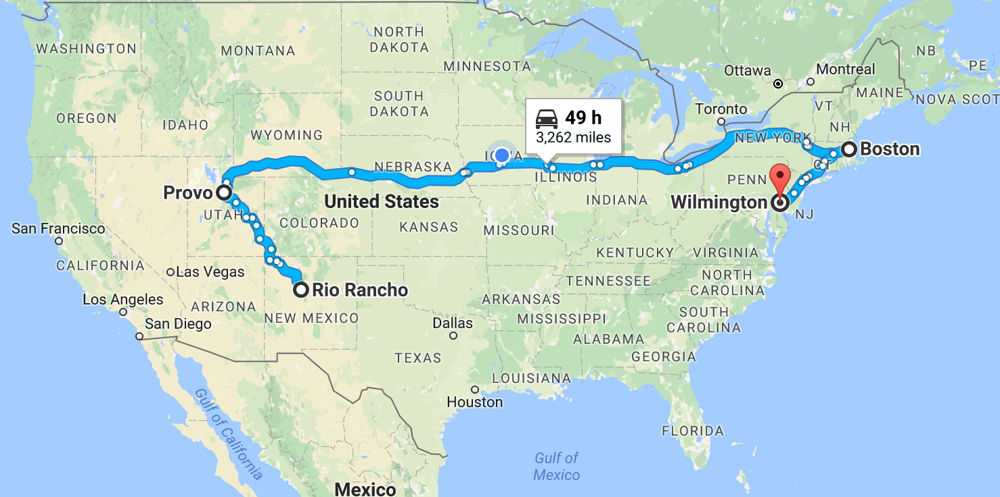 NORTH
DAKOTA
WASHINGTON
MONTANA
NB
MINNESOTA
PE
Ottawa
Montreal
MAINE
SOUTH
DAKOTA
NOVA SCOT
VT
Toronto
OREGON
IDAHO
49 h
3,262 miles
NH
WYOMING
NEW YORK
Boston
IOWA
NEBRASKA
CT
ILLINOIS
PENN
Provo
United States
INDIANA
Wilmington
NJ
UTAH
COLORADO
KANSAS
MISSOURI
San Francisco
KENTUCKY
VIRGINIA
CALIFORNIA
Las Vegas
NORTH
CAROLINA
TENNESSEE
Rio Rancho
Los Angeles
ARKANSAS
ARIZONA
NEW MEXICO
MISSISSIPPI
SOUTH
CAROLINA
San Diego
Dallas
ALABAMA
GEORGIA
TEXAS
LOUISIANA
Houston
Gulf of California
FLORIDA
Gulf of
Mexico
Mexico